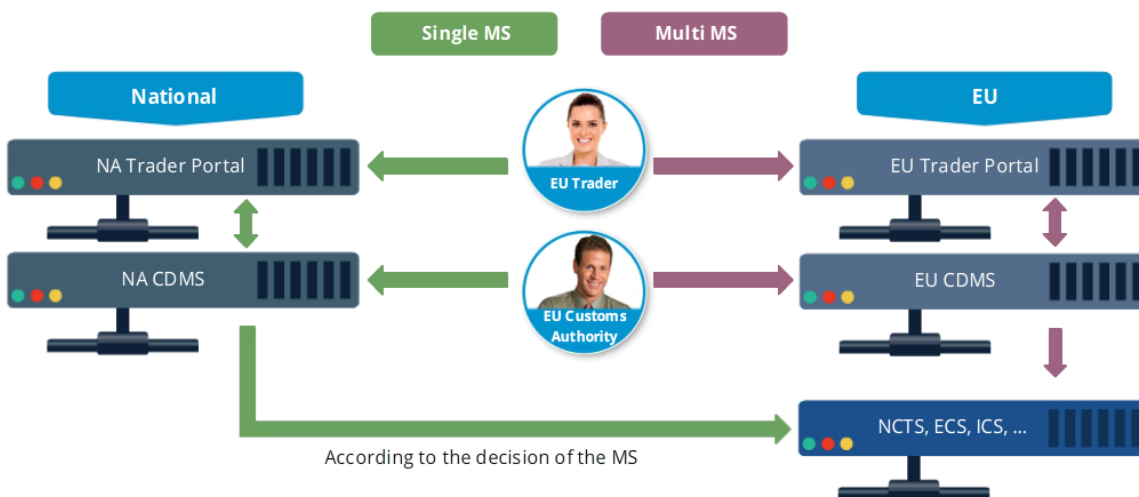 Single MS
Multi MS
National
EU
NA Trader Portal
EU Trader
EU Trader Portal
NA CDMS
EU Customs
Authority
EU CDMS
NCTS, ECS, ICS, ...
According to the decision of the MS